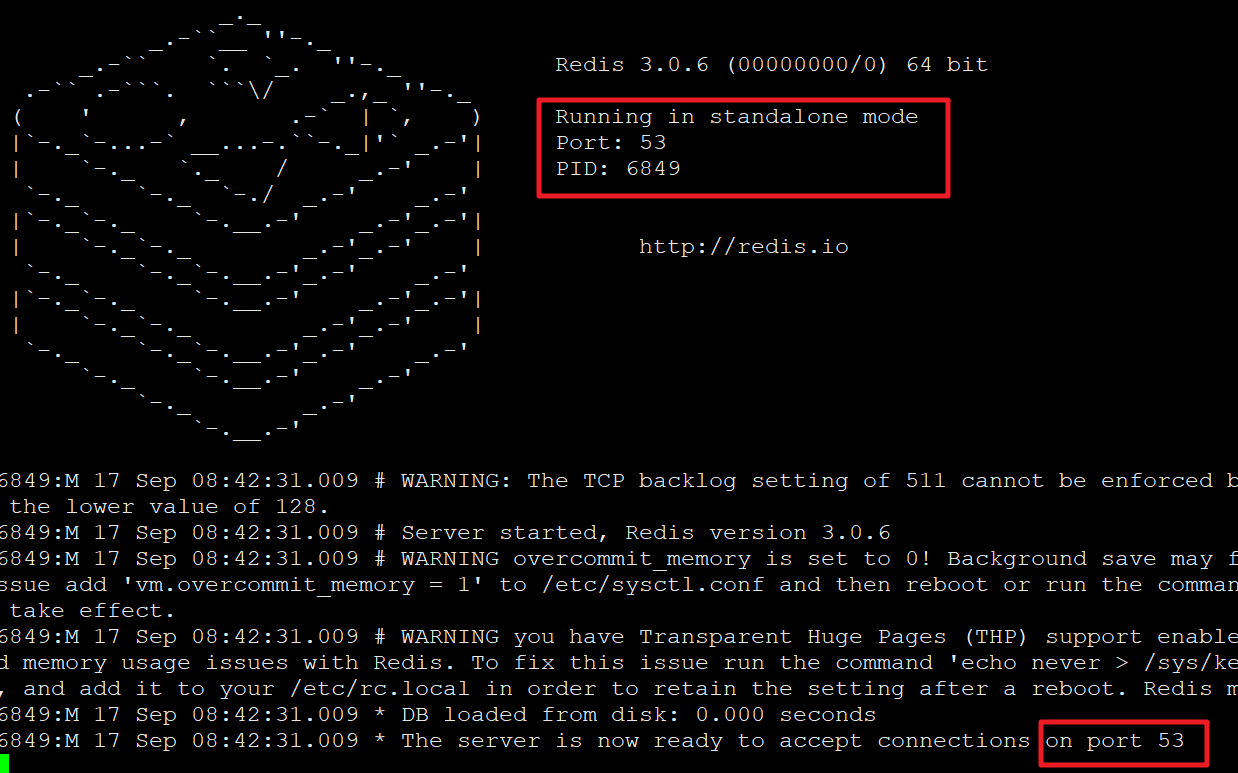 Redis 3.0.6 (00000000/0) 64 bit
Running in standalone mode
Port: 53
PID: 6849
http://redis.io
6849:M 17 Sep 08:42:31.009 # WARNING: The TCP backlog setting of 511 cannot be enforced b
the lower value of 128.
6849:M 17 Sep 08:42:31.009 # Server started, Redis version 3.0.6
6849:M 17 Sep 08:42:31.009 # WARNING overcommit_memory is set to 0! Background save may f
issue add 'vm.overcommit_memory = 1' to /etc/sysctl.conf and then reboot or run the comman
take effect.
6849:M 17 Sep 08:42:31.009 # WARNING you have Transparent Huge Pages (THP) support enable
d memory usage issues with Redis. To fix this issue run the command 'echo never > /sys/ke
, and add it to your /etc/rc.local in order to retain the setting after a reboot. Redis m
6849:M 17 Sep 08:42:31.009 * DB loaded from disk: 0.000 seconds
6849:M 17 Sep 08:42:31.009 * The server is now ready to accept connections on port 53